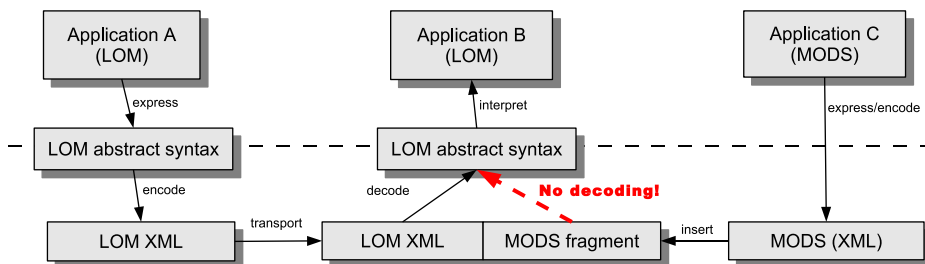 Application A
(LOM)
Application B
(LOM)
Application C
(MODS)
express
interpret
express/encode
LOM abstract syntax
LOM abstract syntax
encode
decode
No decoding!
transport
insert
LOM XML
LOM XML
MODS fragment
MODS (XML)